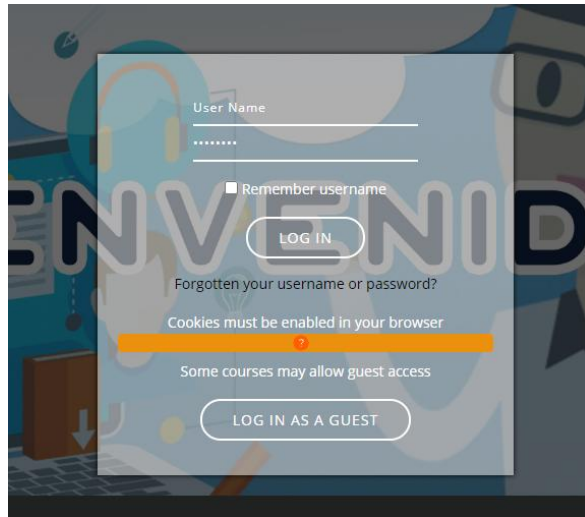 User Name
••••••••
ENVENID
Remember username
LOG IN
Forgotten your username or password?
Cookies must be enabled in your browser
?
Some courses may allow guest access
LOG IN AS A GUEST